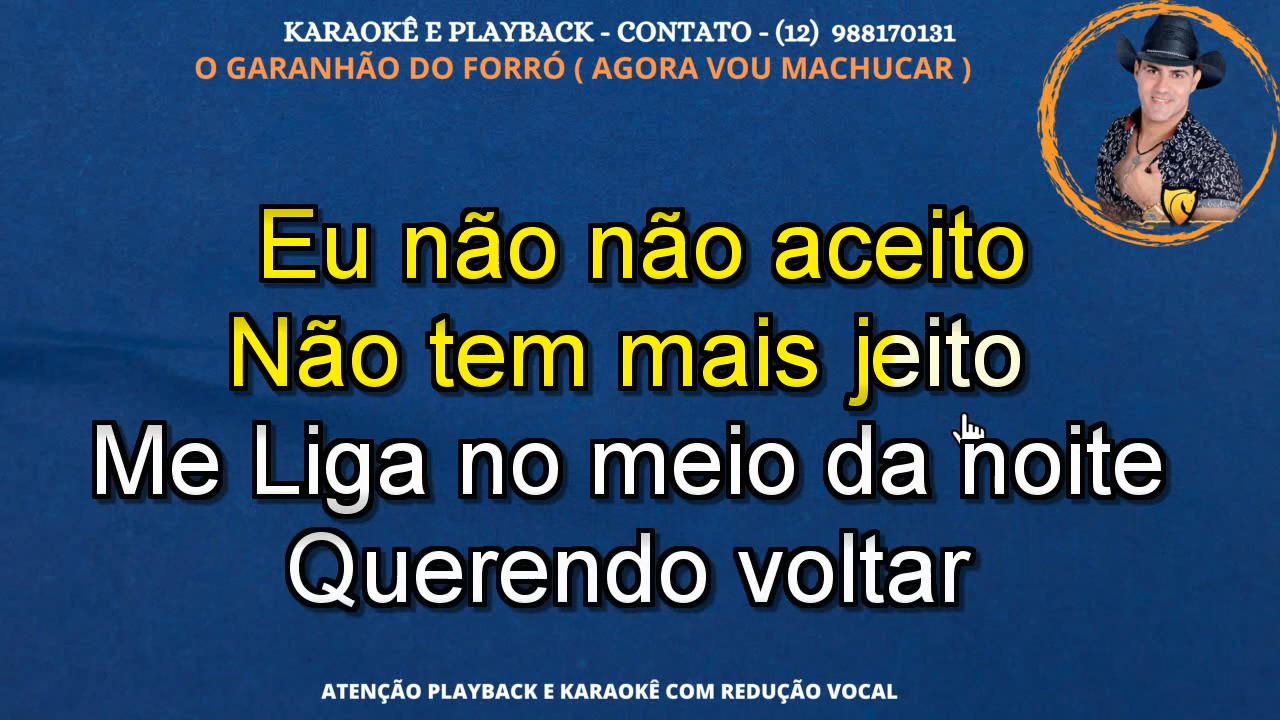 KARAOKÊ E PLAYBACK - CONTATO - (12) 988170131
O GARANHÃO DO FORRÓ ( AGORA VOU MACHUCAR )
Eu não não aceito
Não tem mais jeito
Me Liga no meio da noite
Querendo voltar
ATENÇÃO PLAYBACK E KARAOKÊ COM REDUÇÃO VOCAL